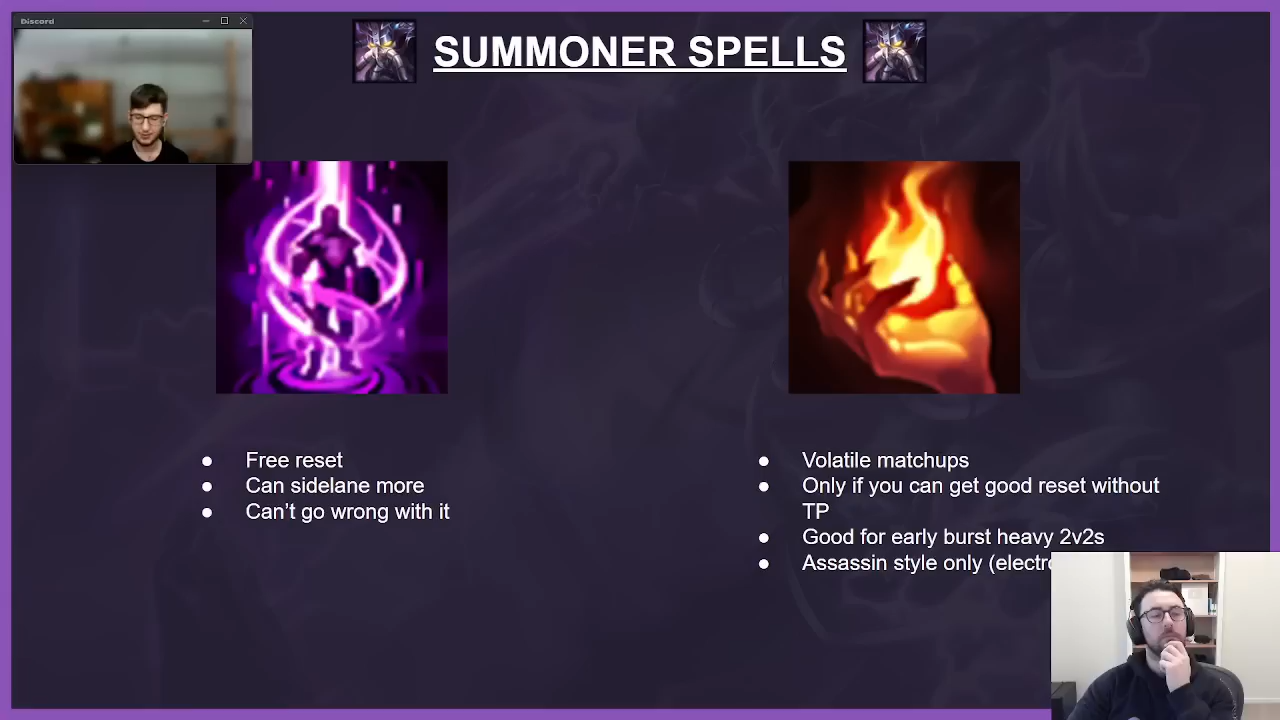 Discord
SUMMONER SPELLS
Free reset
Can sidelane more
Can't go wrong with it
Volatile matchups
Only if you can get good reset without
TP
Good for early burst heavy 2v2s
Assassin style only